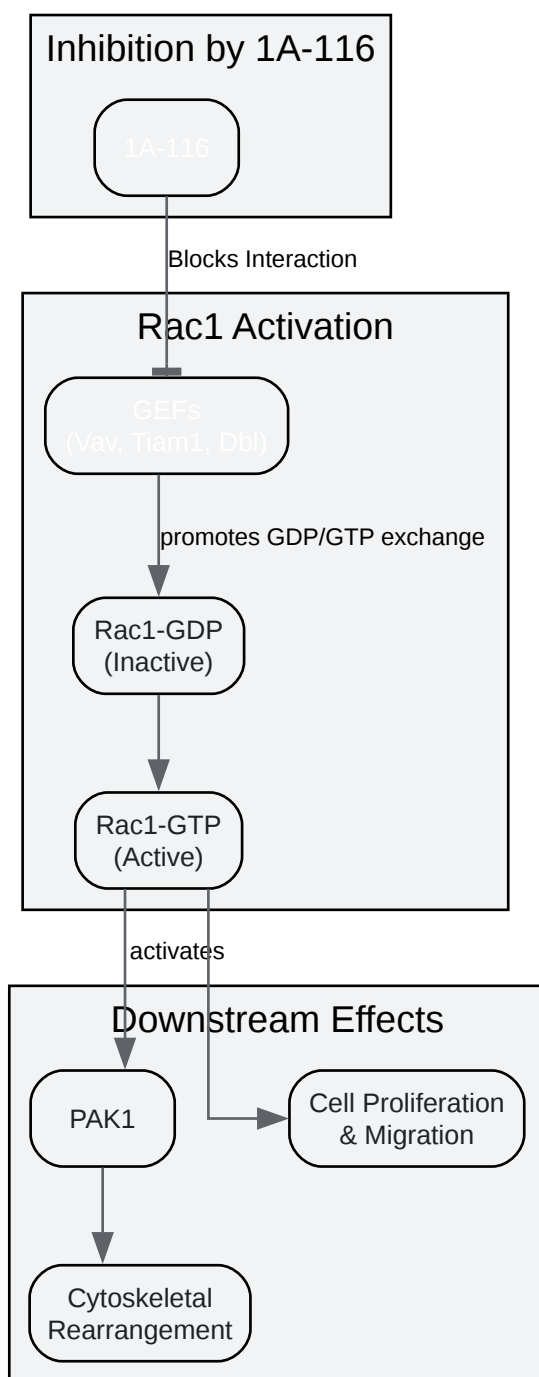 Inhibition by 1A-116
1A-116
Blocks Interaction
Rac1 Activation
GEFs
(Vav, Tiam1, Dbl)
promotes GDP/GTP exchange
Rac1-GDP
(Inactive)
Rac1-GTP
(Active)
activates
Downstream Effects
PAK1
Cell Proliferation
& Migration
Cytoskeletal
Rearrangement